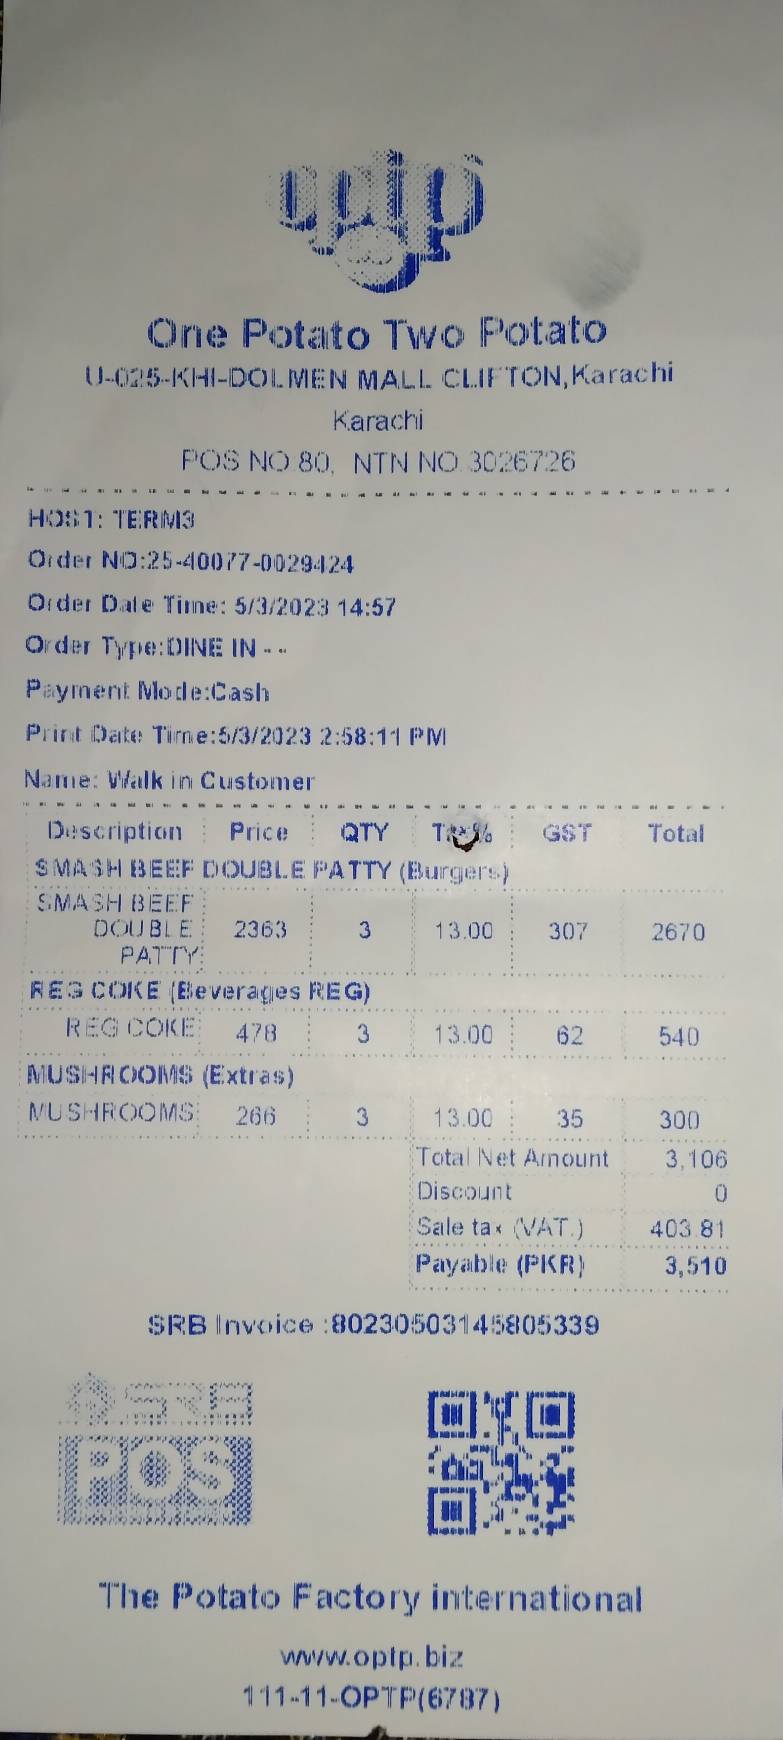 optp
One Potato Two Potato
U-025-KHI-DOLMEN MALL CLIFTON,Karachi
Karachi
POS NO 80, NTN NO 3026726
HOST: TERM3
Order NO:25-40077-0029424
Order Date Time: 5/3/2023 14:57
Order Type:DINE IN - -
Payment Mode:Cash
Print Date Time:5/3/2023 2:58:11 PM
Name: Walk in Customer
Description Price QTY Tax% GST Total
SMASH BEEF DOUBLE PATTY (Burgers)
SMASH BEEF
DOUBLE 2363 3 13.00 307 2670
PATTY
REG COKE (Beverages REG)
REG COKE 478 3 13.00 62 540
MUSHROOMS (Extras)
MUSHROOMS 266 3 13.00 35 300
Total Net Amount 3,106
Discount 0
Sale tax (VAT.) 403.81
Payable (PKR) 3,510
SRB Invoice :80230503145805339
SRB
POS
The Potato Factory international
www.optp.biz
111-11-OPTP(6787)